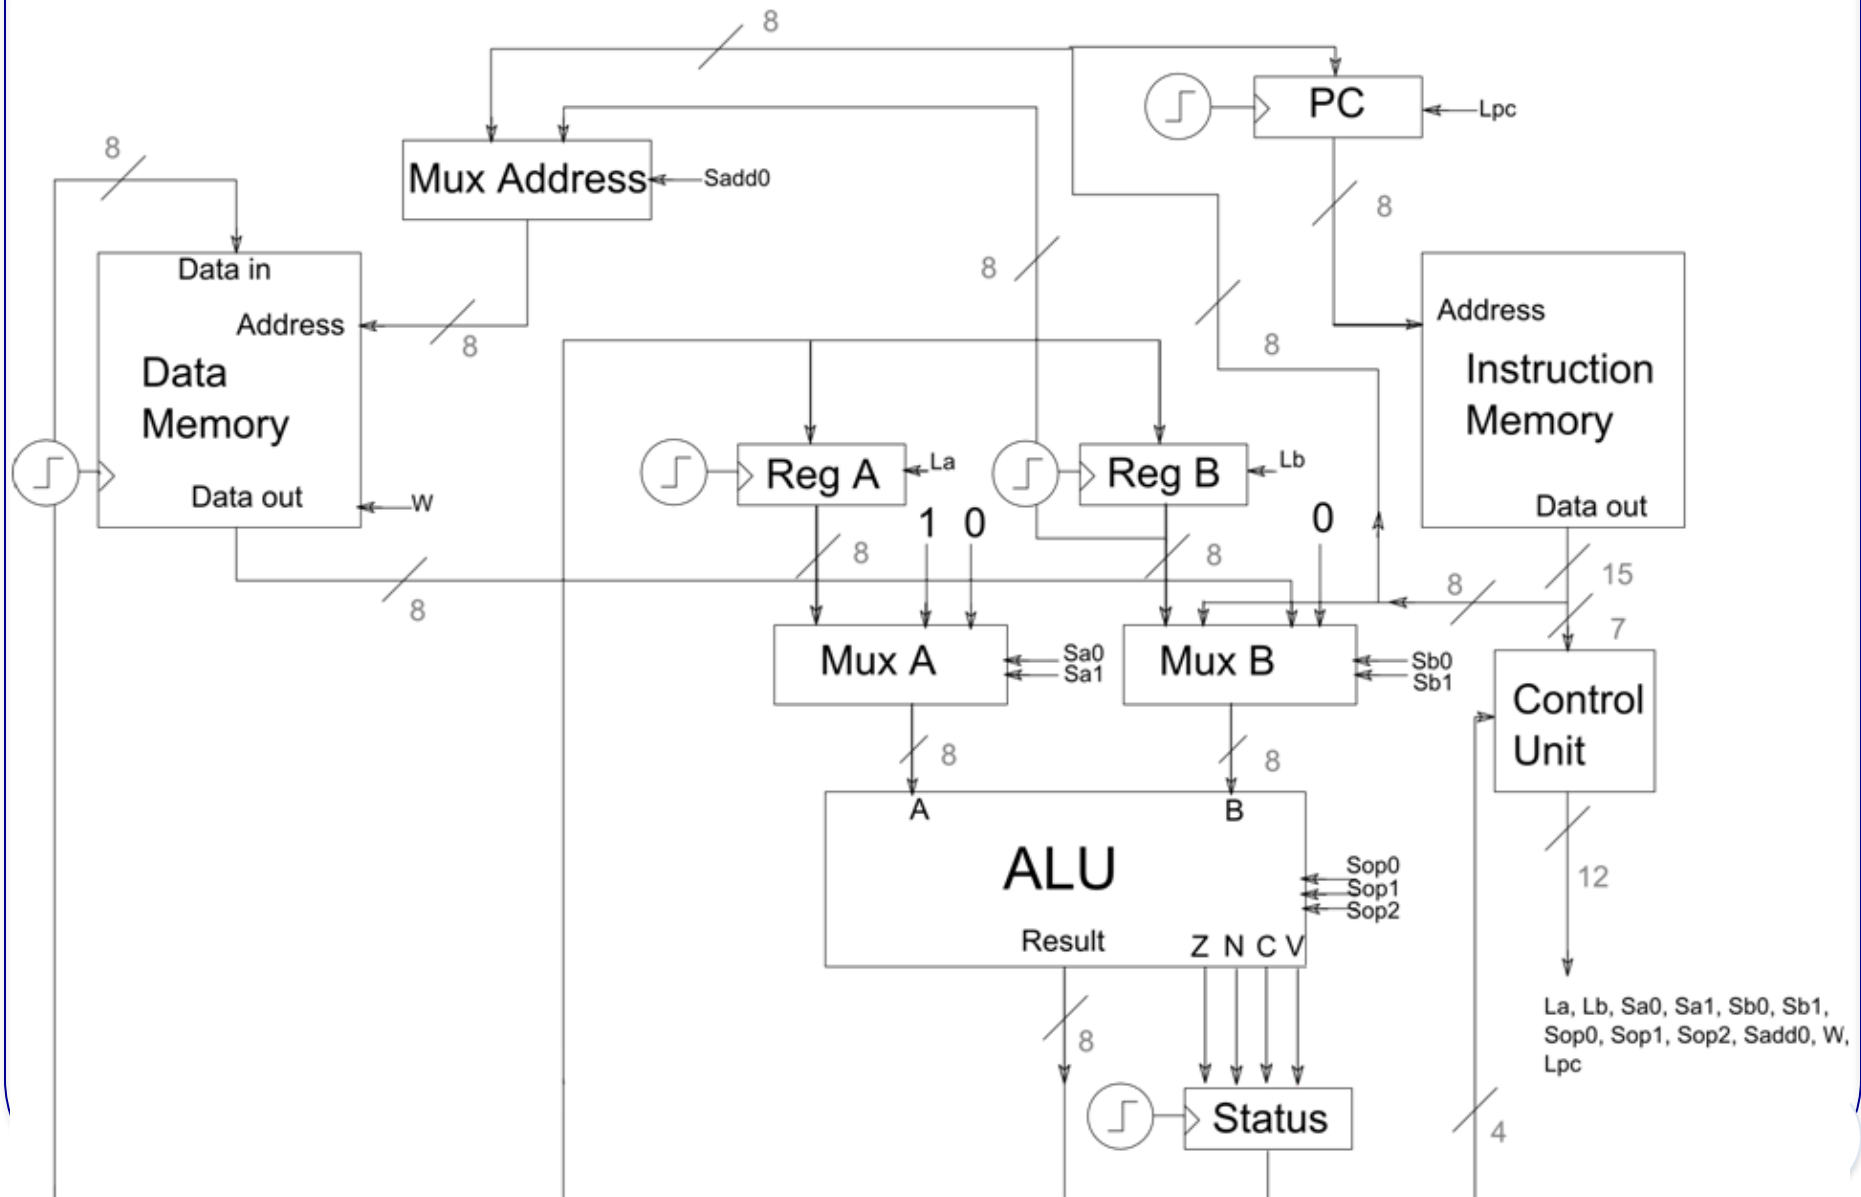 8
PC
Lpc
8
Mux Address
Sadd0
8
8
Data in
Address
Data
Memory
Data out
W
8
8
8
Address
Instruction
Memory
Data out
Reg A
La
Reg B
Lb
1 0
0
8
8
8
8
15
7
Mux A
Sa0
Sa1
Mux B
Sb0
Sb1
Control
Unit
8
8
A
B
ALU
Sop0
Sop1
Sop2
Result
Z N C V
12
8
La, Lb, Sa0, Sa1, Sb0, Sb1,
Sop0, Sop1, Sop2, Sadd0, W,
Lpc
Status
4